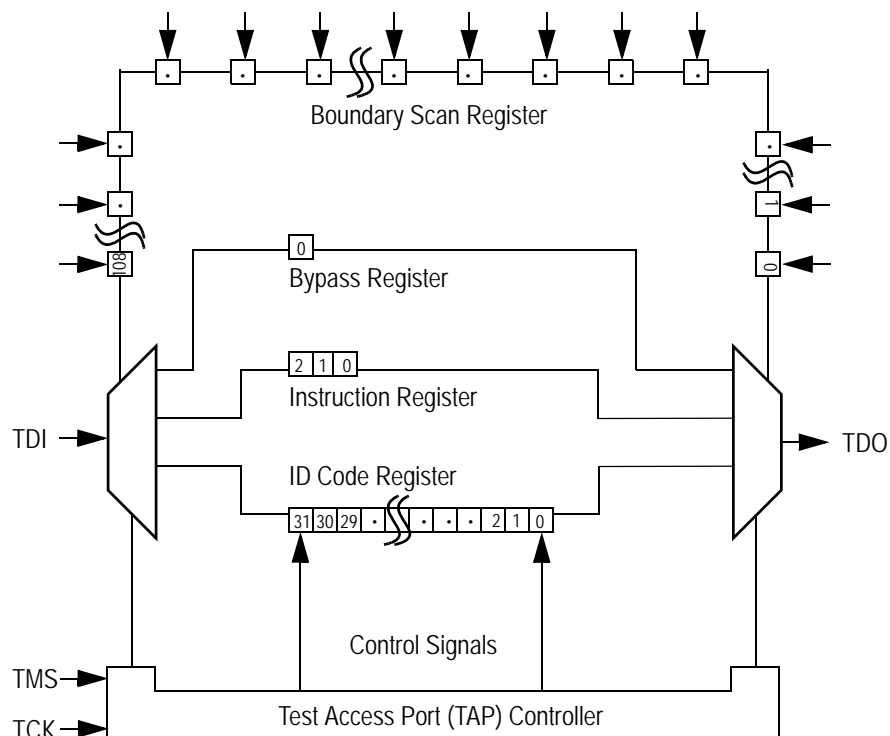 Boundary Scan Register
1
108
0
0
Bypass Register
2 1 0
Instruction Register
TDI
TDO
ID Code Register
31 30 29 · · · · 2 1 0
Control Signals
TMS
Test Access Port (TAP) Controller
TCK